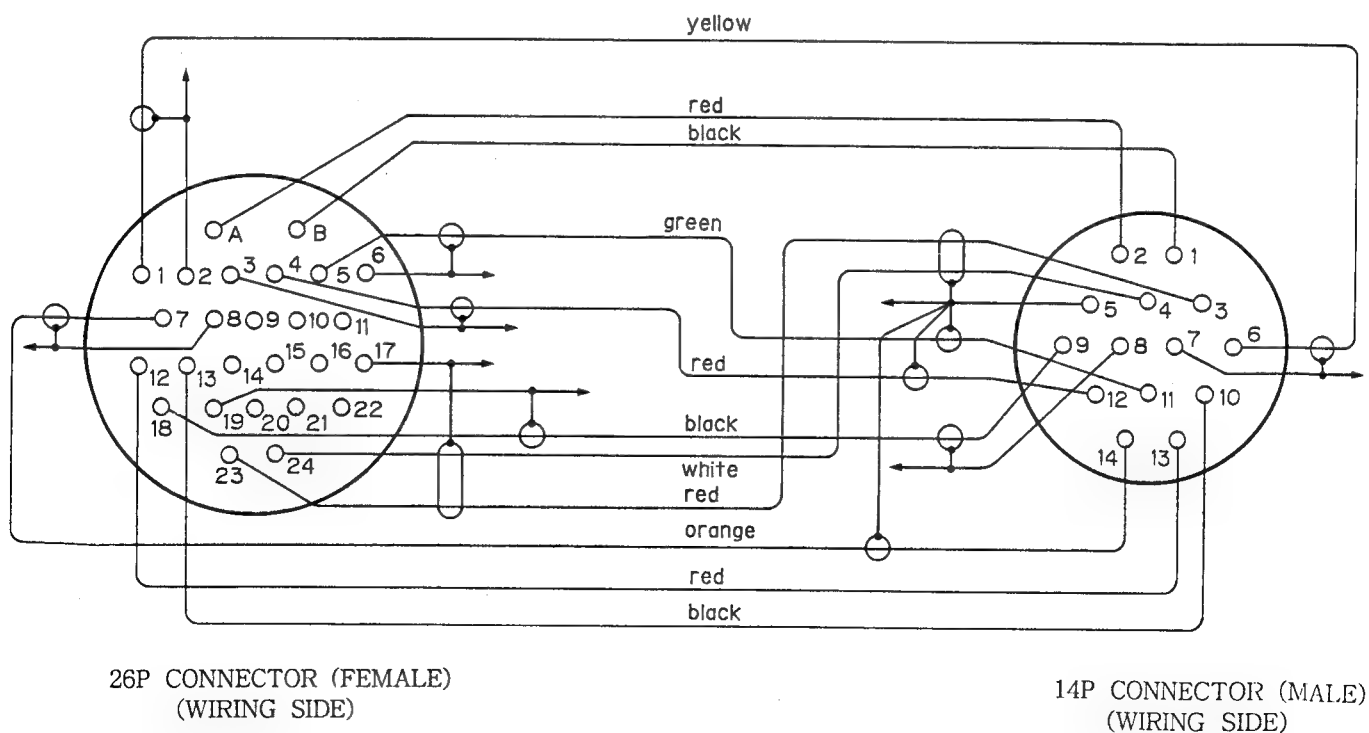 yellow
red
black
green
A
B
1
2
3
4
5
6
7
8
9
10
11
12
13
14
15
16
17
18
19
20
21
22
23
24
2
1
5
4
3
9
8
7
6
12
11
10
14
13
red
black
white
red
orange
red
black
26P CONNECTOR (FEMALE)
(WIRING SIDE)
14P CONNECTOR (MALE)
(WIRING SIDE)